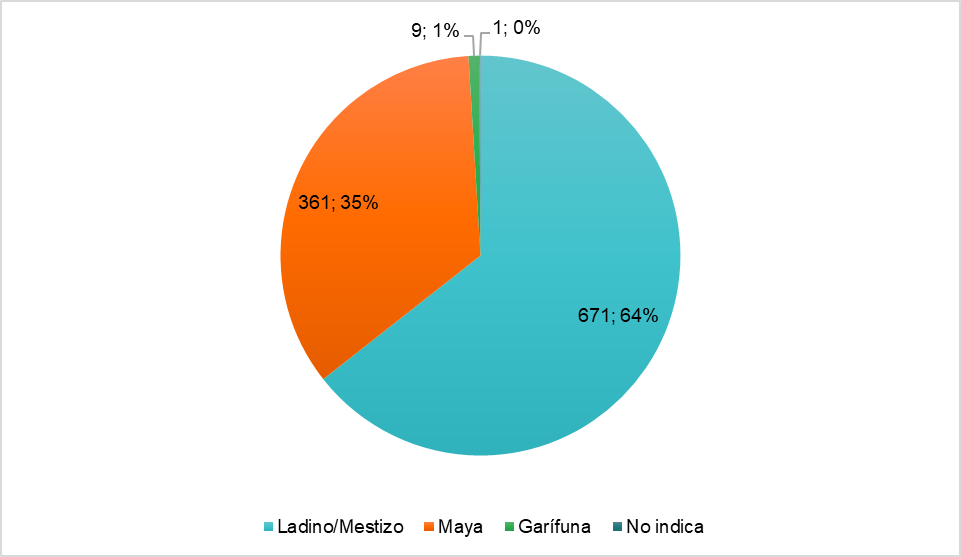 9; 1%
1; 0%
361; 35%
671; 64%
Ladino/Mestizo
Maya
Garífuna
No indica